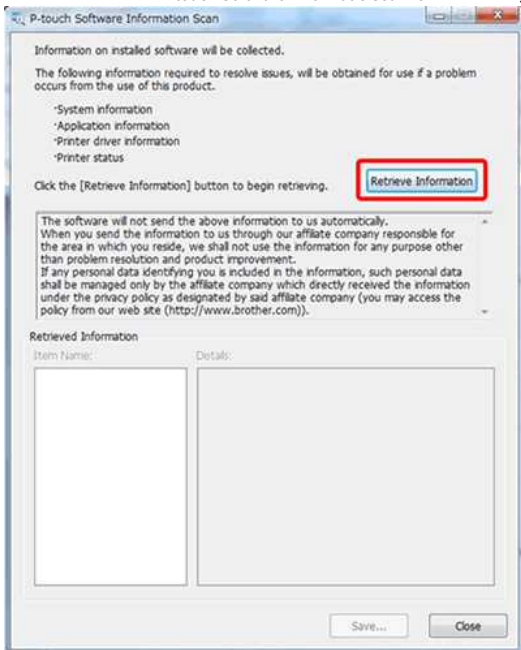 P-touch Software Information Scan
Information on installed software will be collected.
The following information required to resolve issues, will be obtained for use if a problem
occurs from the use of this product.
·System information
·Application information
·Printer driver information
·Printer status
Click the [Retrieve Information] button to begin retrieving.
Retrieve Information
The software will not send the above information to us automatically.
When you send the information to us through our affiliate company responsible for
the area in which you reside, we shall not use the information for any purpose other
than problem resolution and product improvement.
If any personal data identifying you is included in the information, such personal data
shall be managed only by the affiliate company which directly received the information
under the privacy policy as designated by said affiliate company (you may access the
policy from our web site (http://www.brother.com)).
Retrieved Information
Item Name:
Details:
Save...
Close